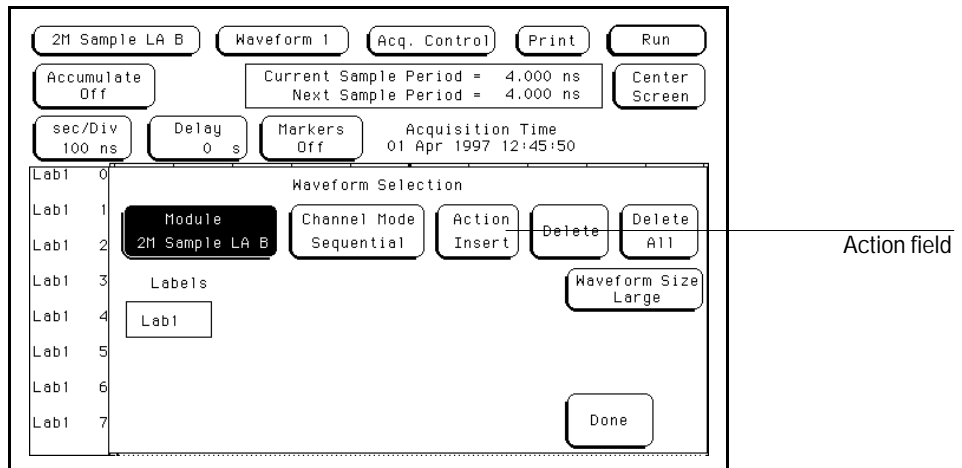 2M Sample LA B Waveform 1 Acq. Control Print Run
Accumulate
Off
Current Sample Period = 4.000 ns
Next Sample Period = 4.000 ns
Center
Screen
sec/Div
100 ns
Delay
0 s
Markers
Off
Acquisition Time
01 Apr 1997 12:45:50
Lab1 0
Lab1 1
Lab1 2
Lab1 3
Lab1 4
Lab1 5
Lab1 6
Lab1 7
Waveform Selection
Module
2M Sample LA B
Channel Mode
Sequential
Action
Insert
Delete
Delete
All
Labels
Lab1
Waveform Size
Large
Done
Action field